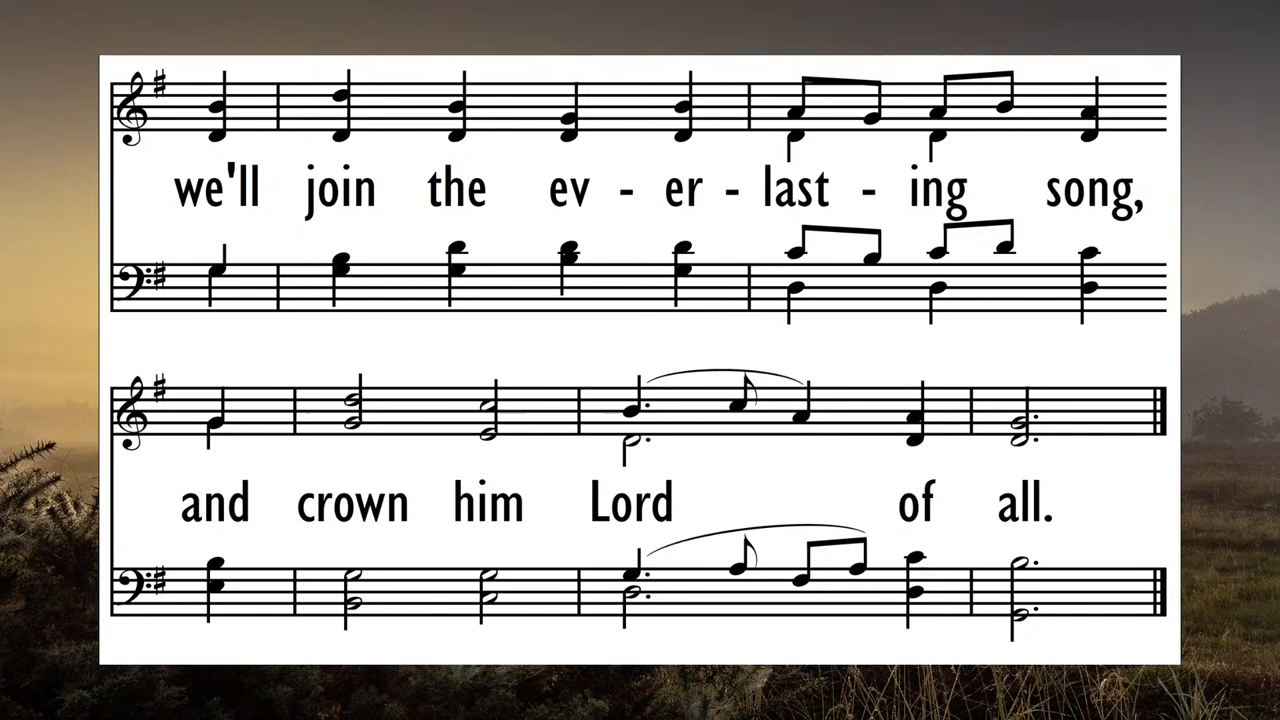 we'll join the ev - er - last - ing song,
and crown him Lord of all.